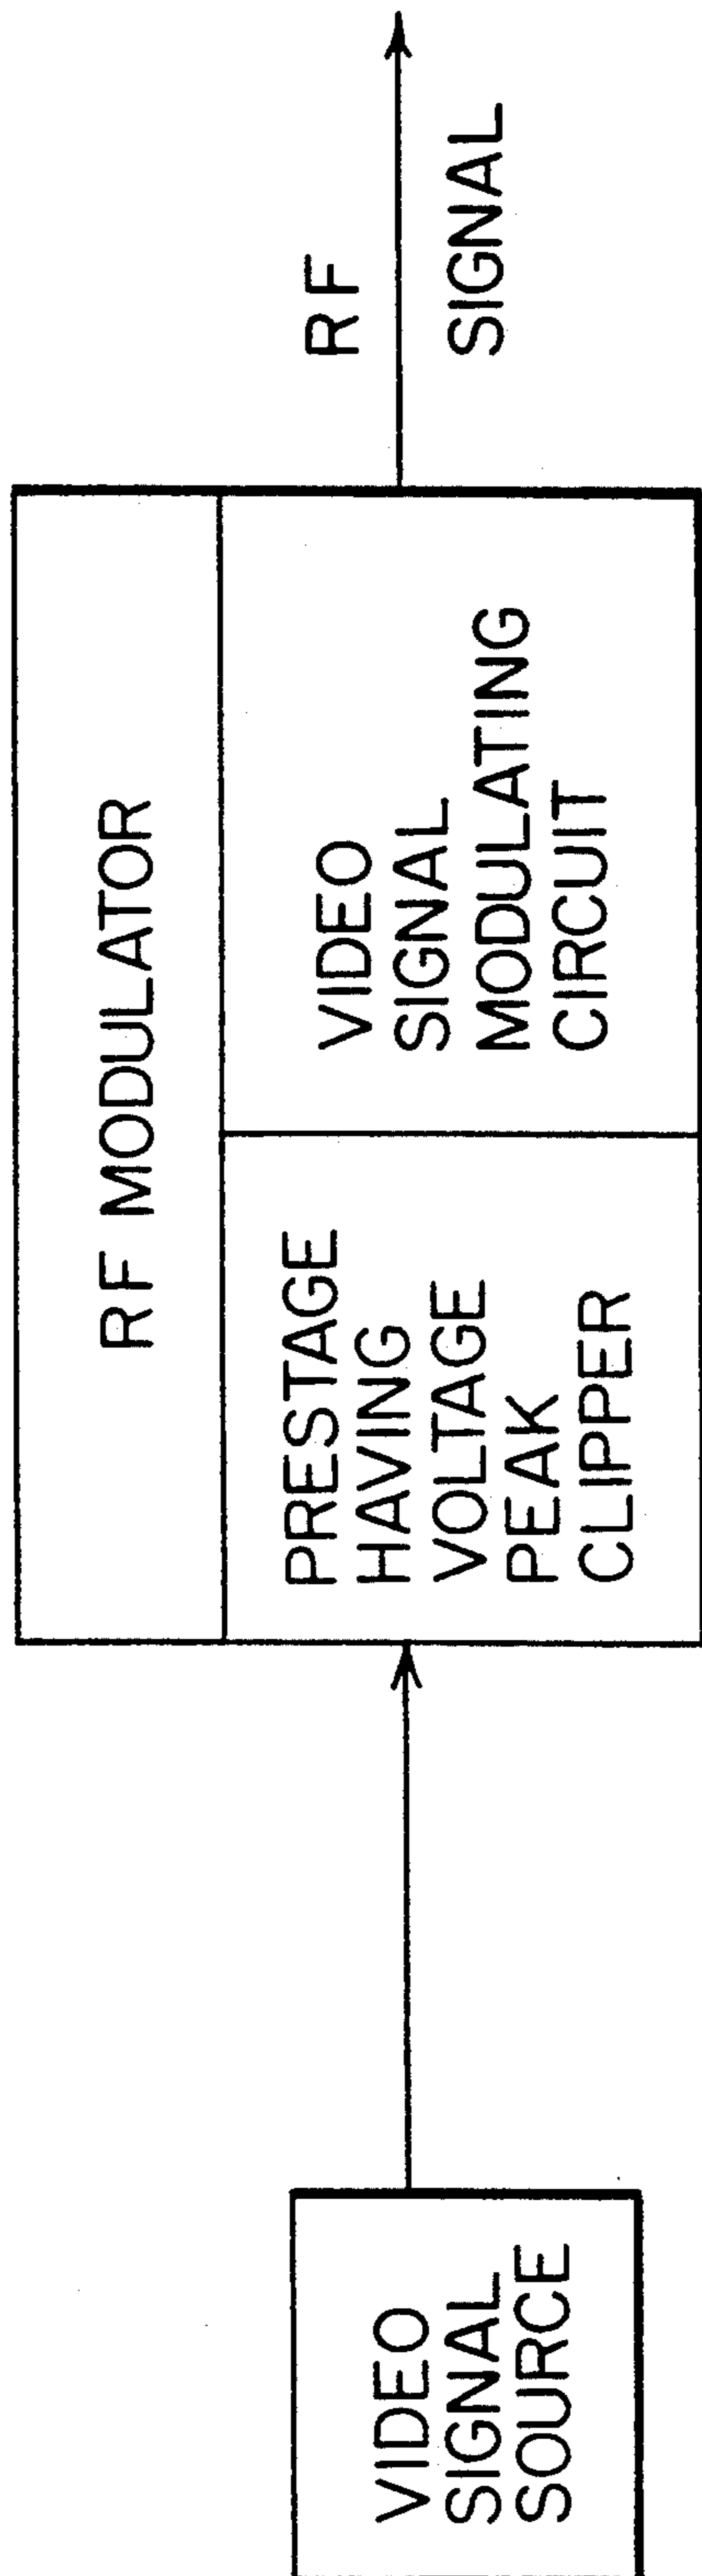 VIDEO
SIGNAL
SOURCE
RF MODULATOR
PRESTAGE
HAVING
VOLTAGE
PEAK
CLIPPER
VIDEO
SIGNAL
MODULATING
CIRCUIT
RF
SIGNAL